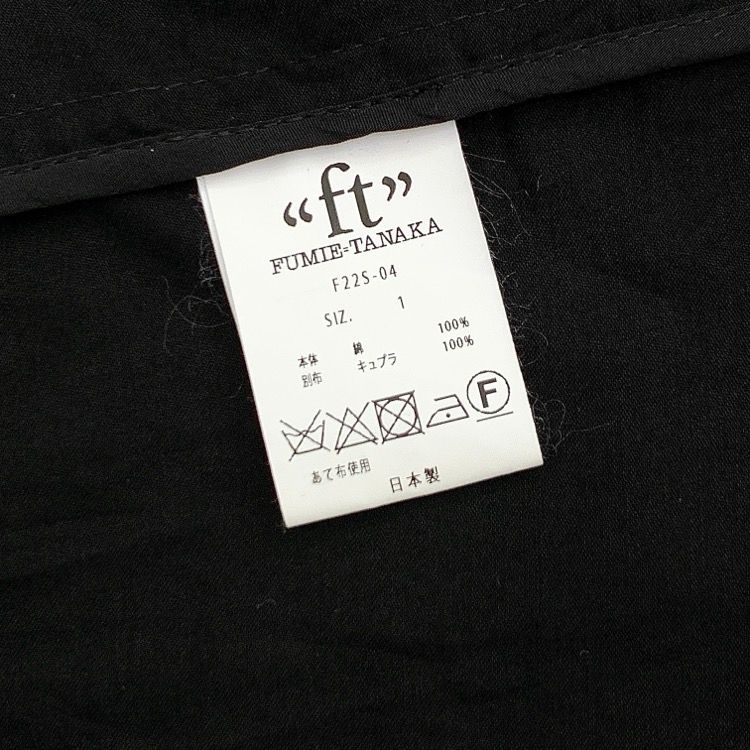 “ft”
FUMIE=TANAKA
F22S-04
SIZ. 1
本体 綿 100%
別布 キュプラ 100%
F
あて布使用
日本製